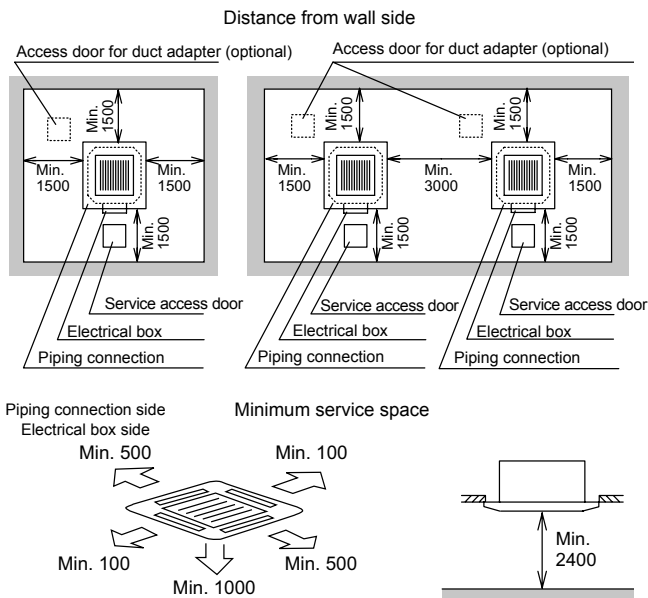 Distance from wall side
Access door for duct adapter (optional)
Access door for duct adapter (optional)
Min.
1500
Min.
1500
Min.
1500
Min.
1500
Min.
1500
Min.
1500
Min.
3000
Min.
1500
Min.
1500
Min.
1500
Min.
1500
Service access door
Electrical box
Piping connection
Service access door
Electrical box
Piping connection
Service access door
Electrical box
Piping connection
Piping connection side
Electrical box side
Minimum service space
Min. 500
Min. 100
Min. 100
Min. 500
Min. 1000
Min.
2400